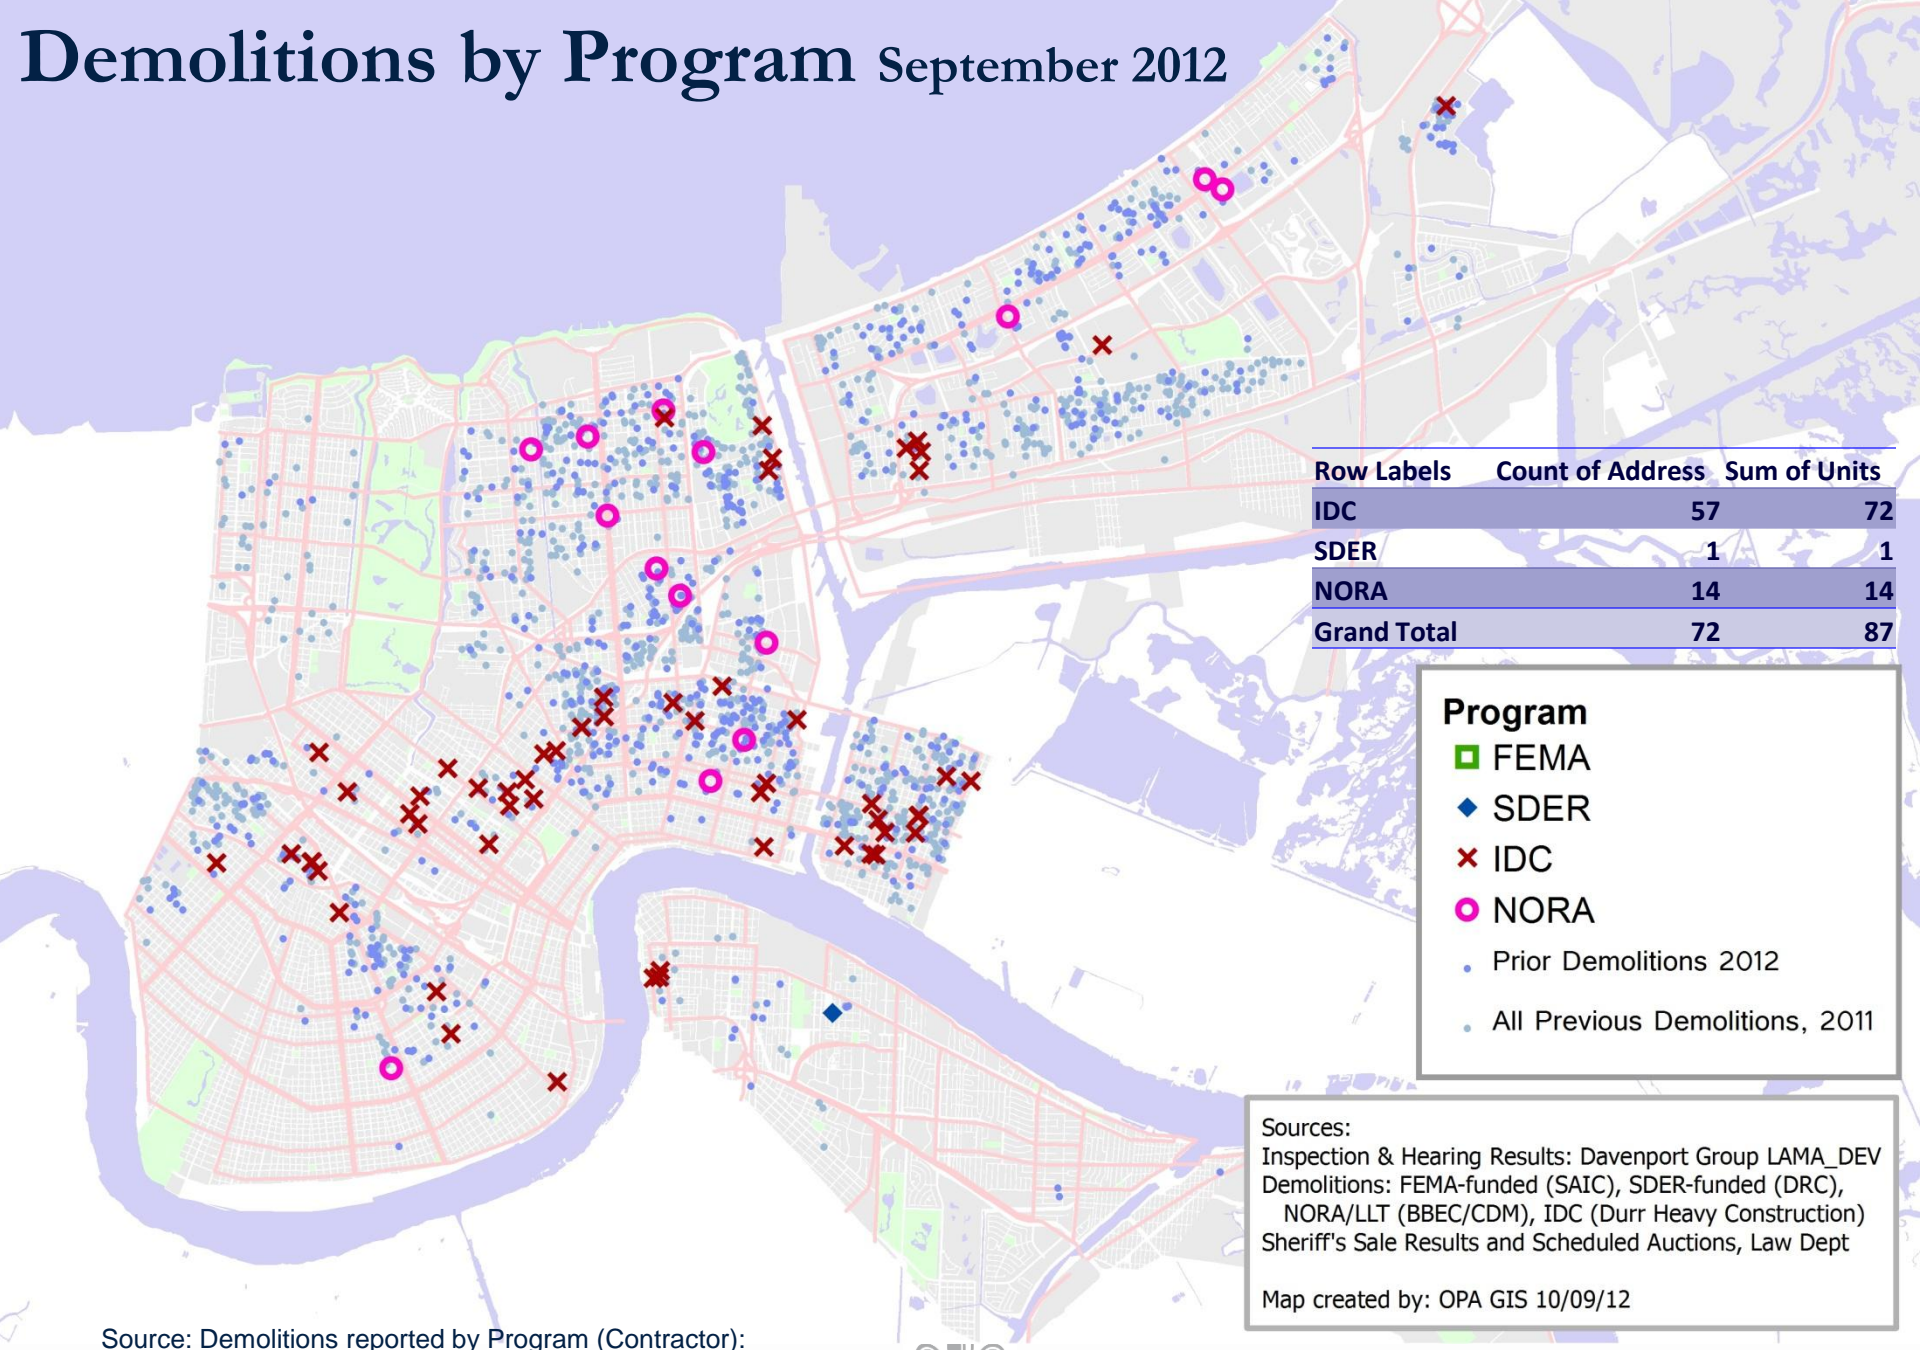 Demolitions by Program September 2012
Row Labels Count of Address Sum of Units
IDC 57 72
SDER 1 1
NORA 14 14
Grand Total 72 87
Program
FEMA
SDER
IDC
NORA
Prior Demolitions 2012
All Previous Demolitions, 2011
Sources:
Inspection & Hearing Results: Davenport Group LAMA_DEV
Demolitions: FEMA-funded (SAIC), SDER-funded (DRC),
NORA/LLT (BBEC/CDM), IDC (Durr Heavy Construction)
Sheriff's Sale Results and Scheduled Auctions, Law Dept
Map created by: OPA GIS 10/09/12
Source: Demolitions reported by Program (Contractor):